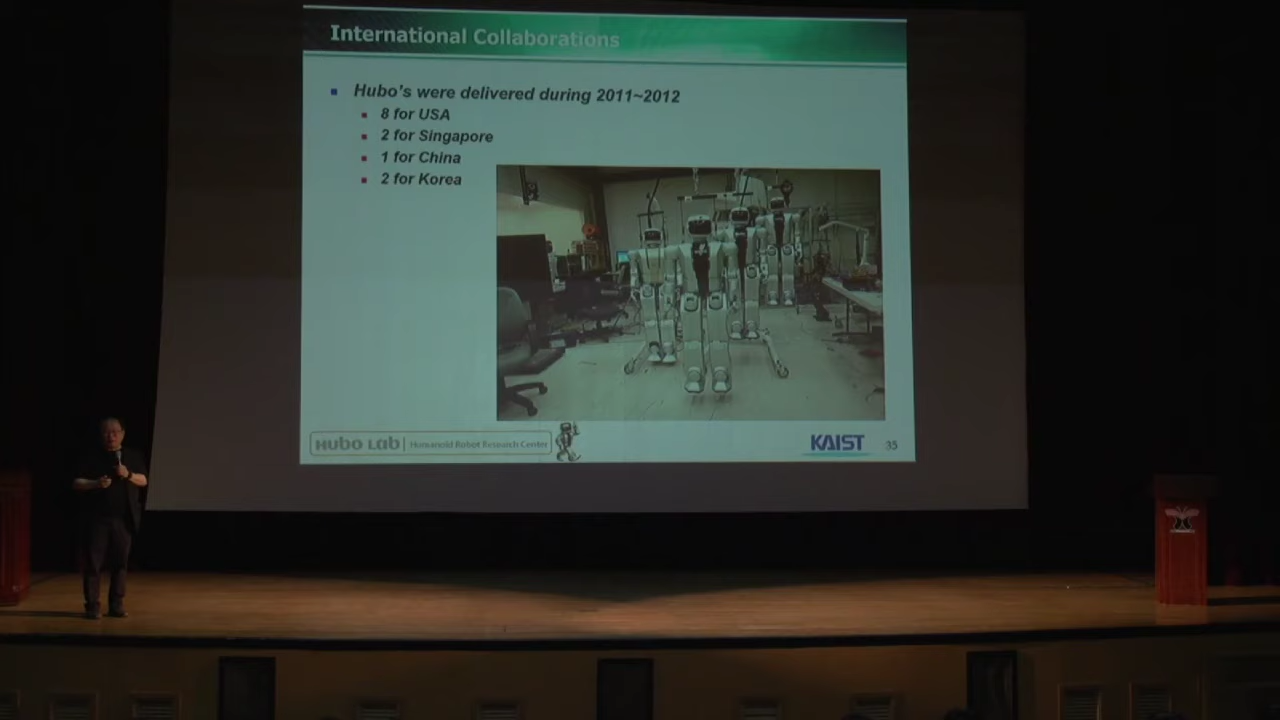 International Collaborations
Hubo's were delivered during 2011~2012
8 for USA
2 for Singapore
1 for China
2 for Korea
HUBO LAB | Humanoid Robot Research Center
KAIST
35